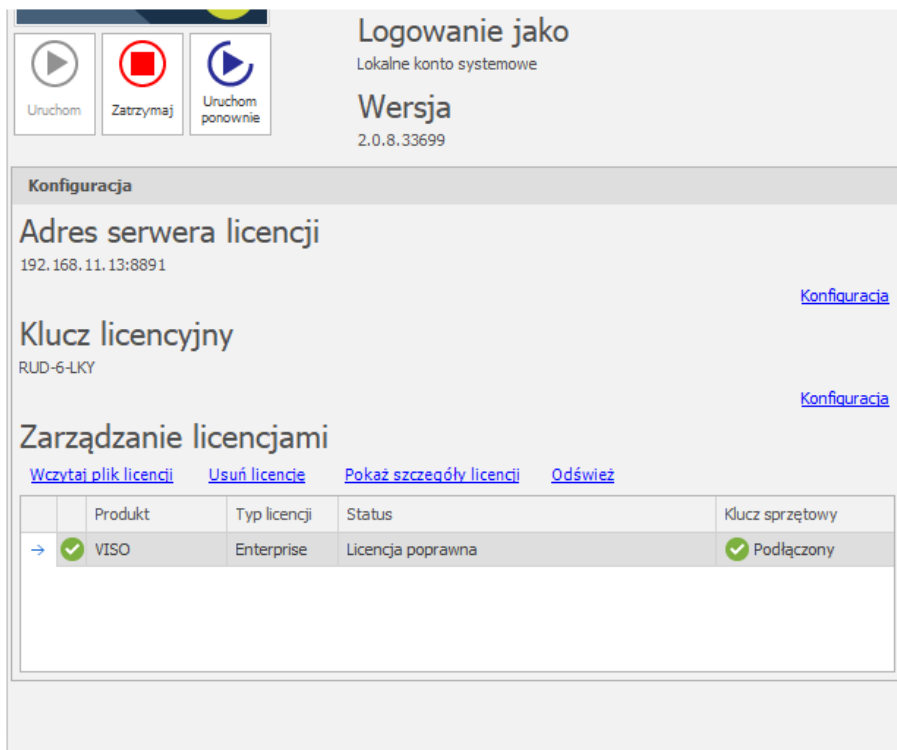 Logowanie jako
Lokalne konto systemowe
Uruchom
Zatrzymaj
Uruchom
ponownie
Wersja
2.0.8.33699
Konfiguracja
Adres serwera licencji
192.168.11.13:8891
Konfiguracja
Klucz licencyjny
RUD-6-LKY
Konfiguracja
Zarządzanie licencjami
Wczytaj plik licencji Usuń licencje Pokaż szczegóły licencji Odśwież
Produkt Typ licencji Status Klucz sprzętowy
VISO Enterprise Licencja poprawna Podłączony